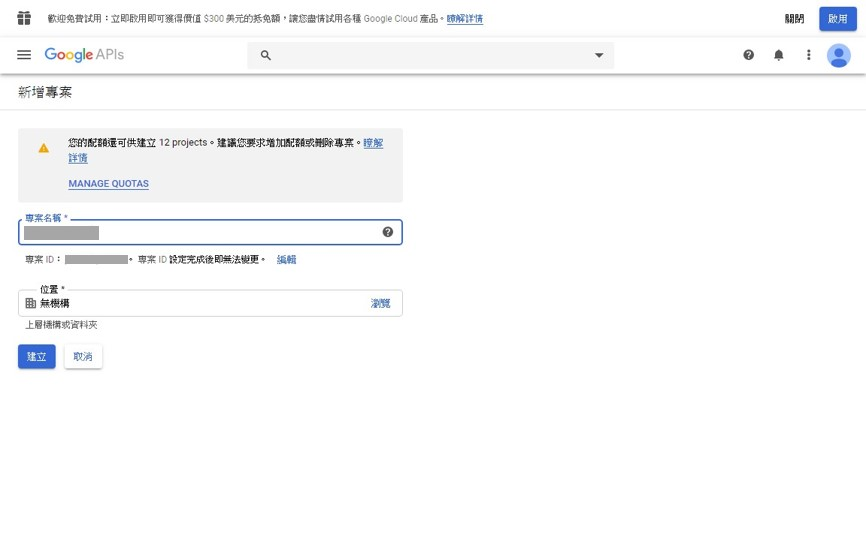 歡迎免費試用：立即啟用即可獲得價值 $300 美元的抵免額，讓您盡情試用各種 Google Cloud 產品。瞭解詳情 關閉 啟用
Google APIs
新增專案
您的配額還可供建立 12 projects。建議您要求增加配額或刪除專案。瞭解
詳情
MANAGE QUOTAS
專案名稱 *
專案 ID： 。專案 ID 設定完成後即無法變更。 編輯
位置 *
無機構 瀏覽
上層機構或資料夾
建立 取消